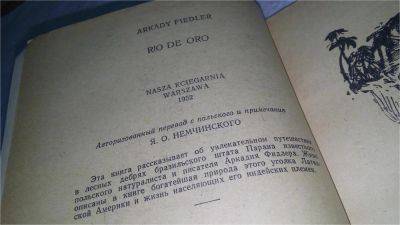 ARKADY FIEDLER
RIO DE ORO
NASZA KCIEGARNIA
WARSZAWA
1952
Авторизованный перевод с польского и примечания
Я. О. НЕМЧИНСКОГО
Эта книга рассказывает об увлекательном путешествии
в лесных дебрях бразильского штата Парана известного
польского натуралиста и писателя Аркадия Фидлера. Живо
описаны в книге богатейшая природа этого уголка Латин-
ской Америки и жизнь населяющих его индейских племен.